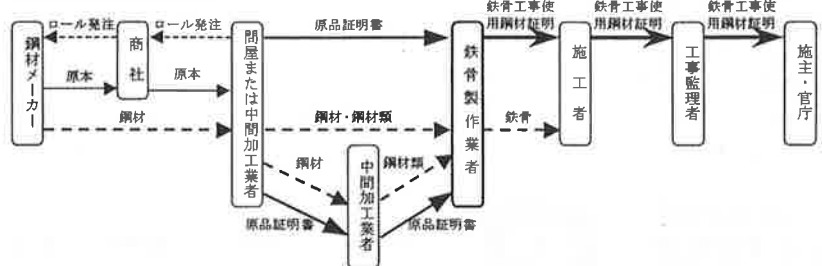 鋼材メーカー
ロール発注
原本
商社
ロール発注
原本
鋼材
問屋または中間加工業者
原品証明書
鋼材・鋼材類
鋼材
原品証明書
中間加工業者
鋼材類
原品証明書
鉄骨製作業者
鉄骨工事使
用鋼材証明
鉄骨
施工者
鉄骨工事使
用鋼材証明
工事監理者
鉄骨工事使
用鋼材証明
施主・官庁